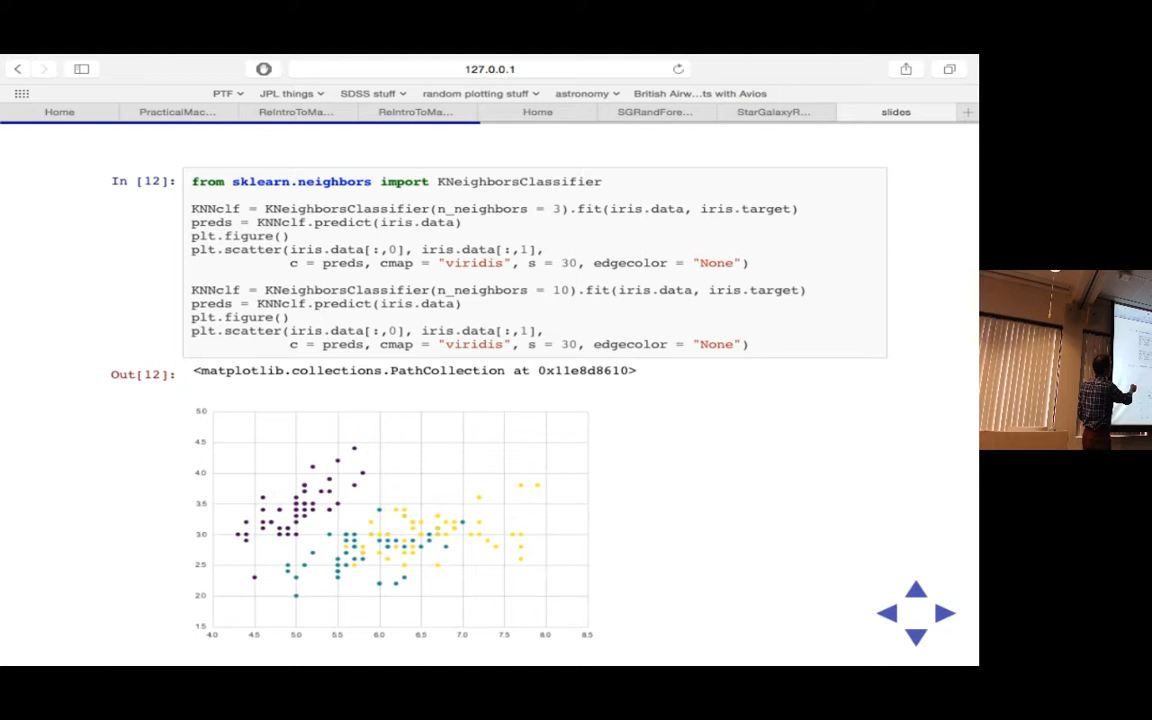 127.0.0.1
PTF JPL things SDSS stuff random plotting stuff astronomy British Airw...ts with Avios
Home PracticalMac... ReIntroToMa... ReIntroToMa... Home SGRandFore... StarGalaxyR... slides
In [12]: from sklearn.neighbors import KNeighborsClassifier
KNNclf = KNeighborsClassifier(n_neighbors = 3).fit(iris.data, iris.target)
preds = KNNclf.predict(iris.data)
plt.figure()
plt.scatter(iris.data[:,0], iris.data[:,1],
c = preds, cmap = "viridis", s = 30, edgecolor = "None")
KNNclf = KNeighborsClassifier(n_neighbors = 10).fit(iris.data, iris.target)
preds = KNNclf.predict(iris.data)
plt.figure()
plt.scatter(iris.data[:,0], iris.data[:,1],
c = preds, cmap = "viridis", s = 30, edgecolor = "None")
Out[12]: <matplotlib.collections.PathCollection at 0x11e8d8610>
5.0
4.5
4.0
3.5
3.0
2.5
2.0
1.5
4.0 4.5 5.0 5.5 6.0 6.5 7.0 7.5 8.0 8.5